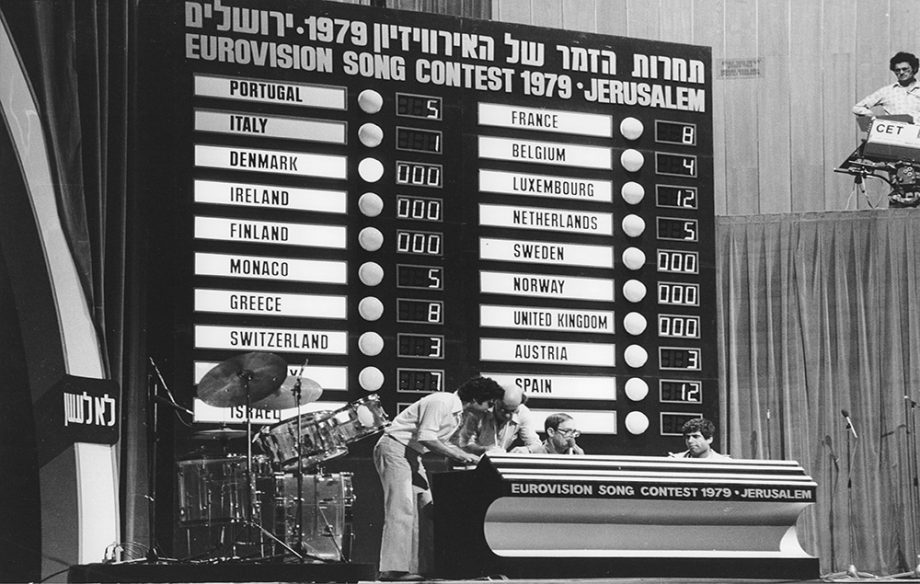 תחרות הזמר של האירוויזיון 1979 • ירושלים
EUROVISION SONG CONTEST 1979 • JERUSALEM
PORTUGAL 5
ITALY 1
DENMARK 000
IRELAND 000
FINLAND 000
MONACO 5
GREECE 8
SWITZERLAND 3
7
ISRAEL
FRANCE 8
BELGIUM 4
LUXEMBOURG 12
NETHERLANDS 5
SWEDEN 000
NORWAY 000
UNITED KINGDOM 000
AUSTRIA 3
SPAIN 12
CET
לא לעשן
EUROVISION SONG CONTEST 1979 • JERUSALEM